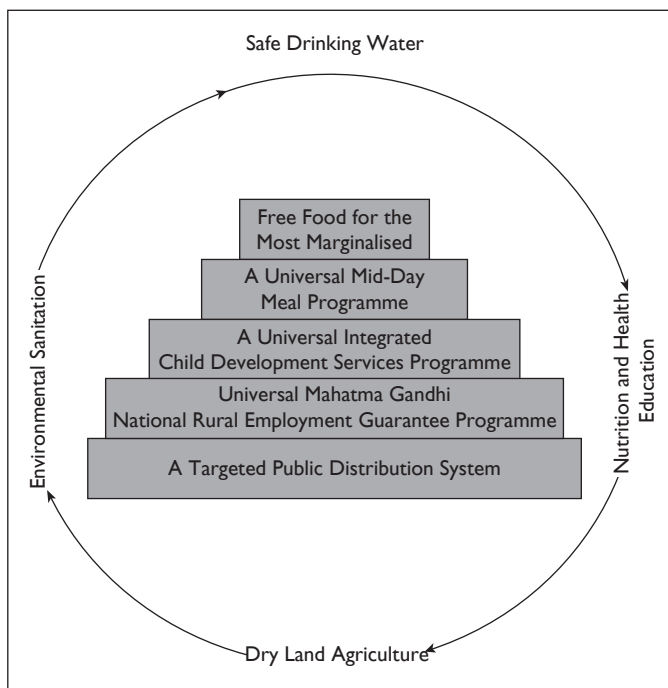 Safe Drinking Water
Free Food for the
Most Marginalised
A Universal Mid-Day
Meal Programme
A Universal Integrated
Child Development Services Programme
Universal Mahatma Gandhi
National Rural Employment Guarantee Programme
A Targeted Public Distribution System
Environmental Sanitation
Nutrition and Health
Education
Dry Land Agriculture